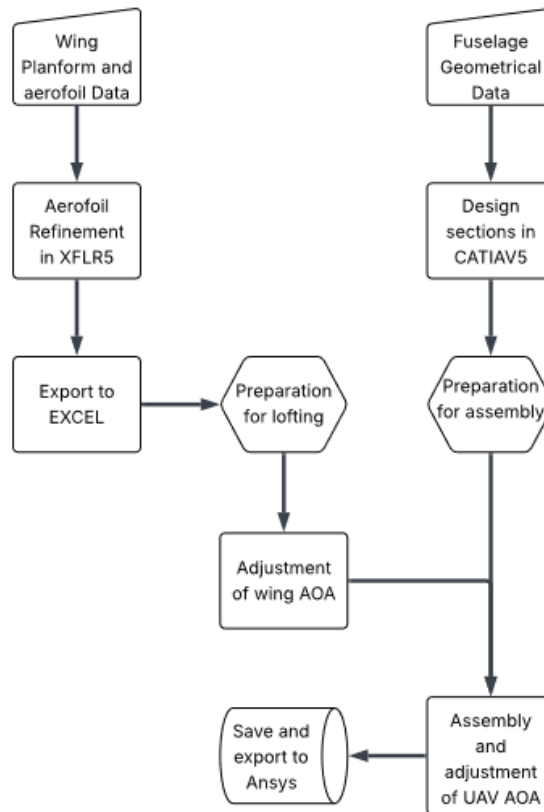 Wing
Planform and
aerofoil Data
Fuselage
Geometrical
Data
Aerofoil
Refinement
in XFLR5
Design
sections in
CATIAV5
Export to
EXCEL
Preparation
for lofting
Preparation
for assembly
Adjustment
of wing AOA
Save and
export to
Ansys
Assembly
and
adjustment
of UAV AOA